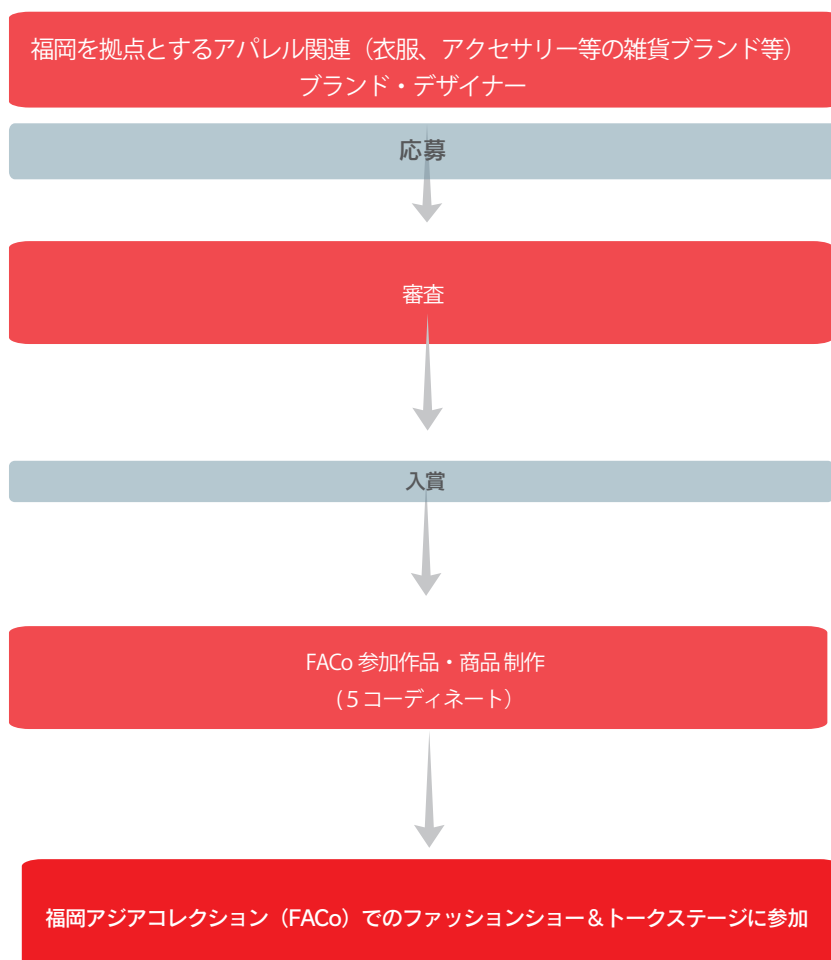 福岡を拠点とするアパレル関連（衣服、アクセサリー等の雑貨ブランド等）
ブランド・デザイナー
応募
審査
入賞
FACo 参加作品・商品 制作
(５コーディネート）
福岡アジアコレクション（FACo）でのファッションショー＆トークステージに参加